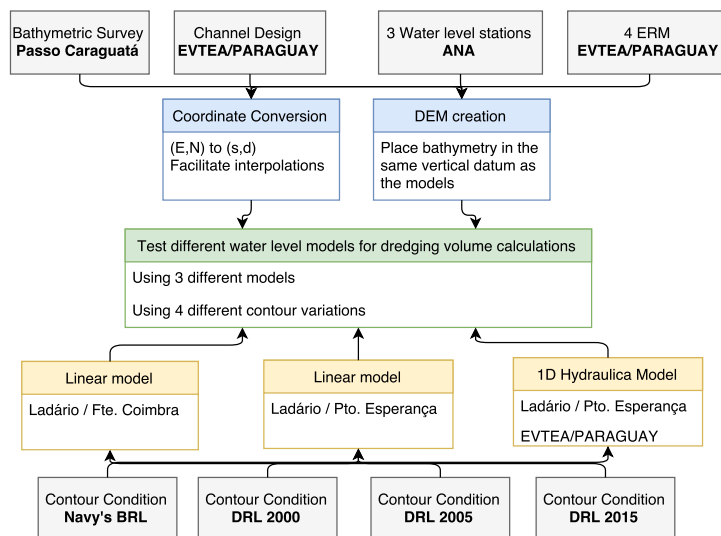 Bathymetric Survey
Passo Caraguatá
Channel Design
EVTEA/PARAGUAY
3 Water level stations
ANA
4 ERM
EVTEA/PARAGUAY
Coordinate Conversion
(E,N) to (s,d)
Facilitate interpolations
DEM creation
Place bathymetry in the
same vertical datum as
the models
Test different water level models for dredging volume calculations
Using 3 different models
Using 4 different contour variations
Linear model
Ladário / Fte. Coimbra
Linear model
Ladário / Pto. Esperança
1D Hydraulica Model
Ladário / Pto. Esperança
EVTEA/PARAGUAY
Contour Condition
Navy's BRL
Contour Condition
DRL 2000
Contour Condition
DRL 2005
Contour Condition
DRL 2015